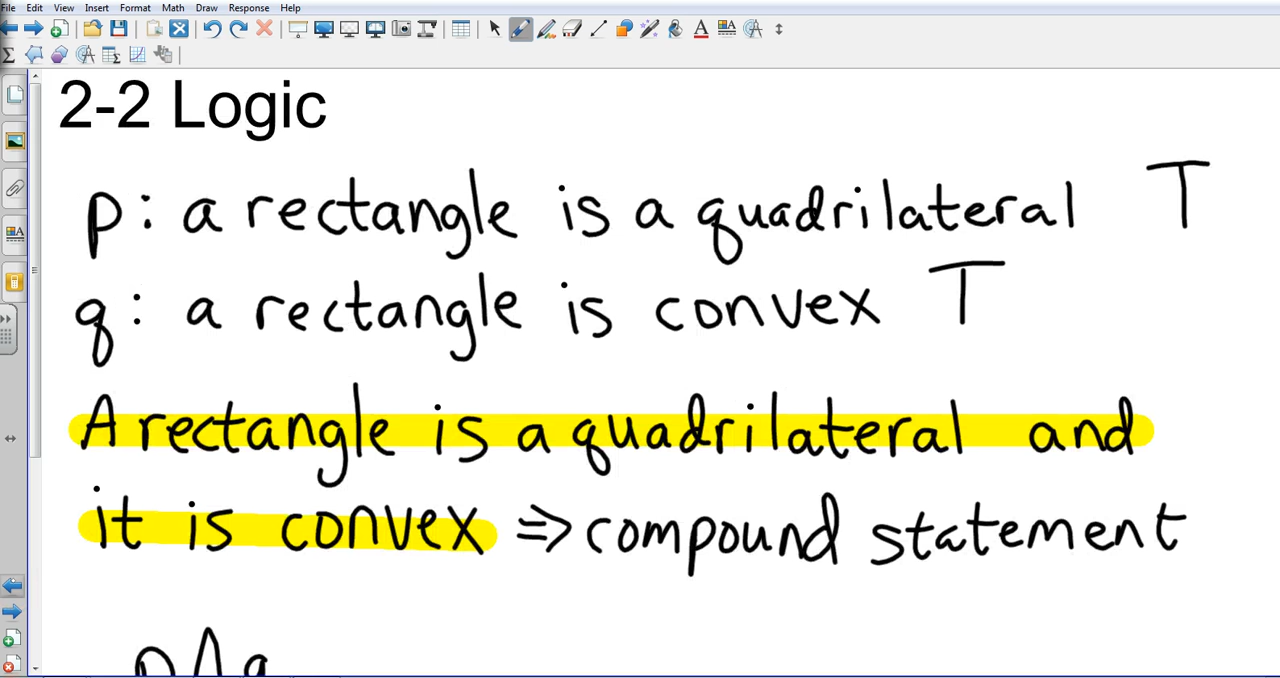 File Edit View Insert Format Math Draw Response Help
2-2 Logic
p: a rectangle is a quadrilateral T
q: a rectangle is convex T
A rectangle is a quadrilateral and
it is convex => compound statement
p∧q